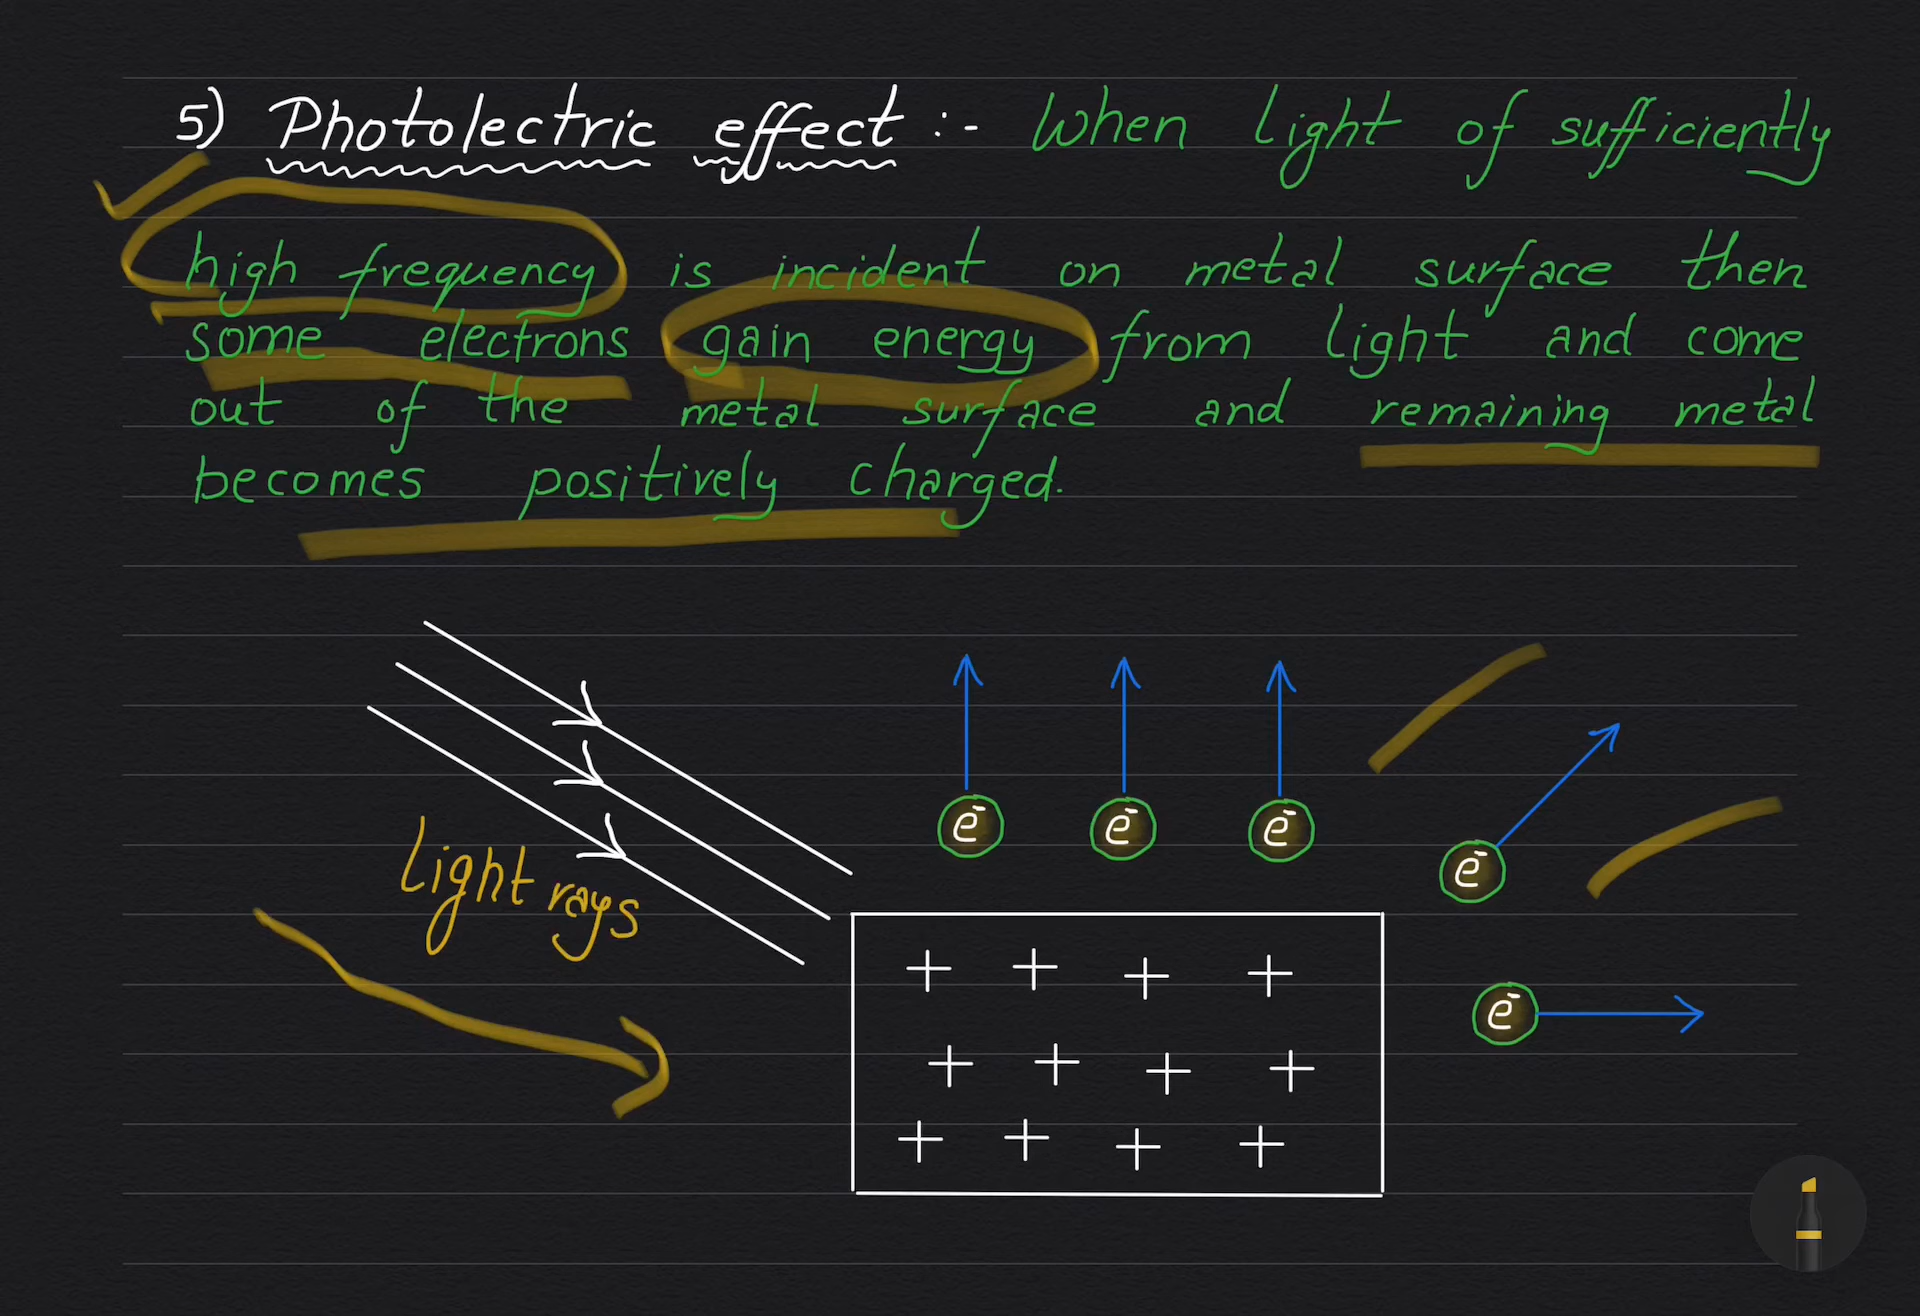 5) Photolectric effect :- When light of sufficiently
high frequency is incident on metal surface then
some electrons gain energy from light and come
out of the metal surface and remaining metal
becomes positively charged.
Light rays
e⁻ e⁻ e⁻
e⁻
e⁻
+ + + +
+ + + +
+ + + +